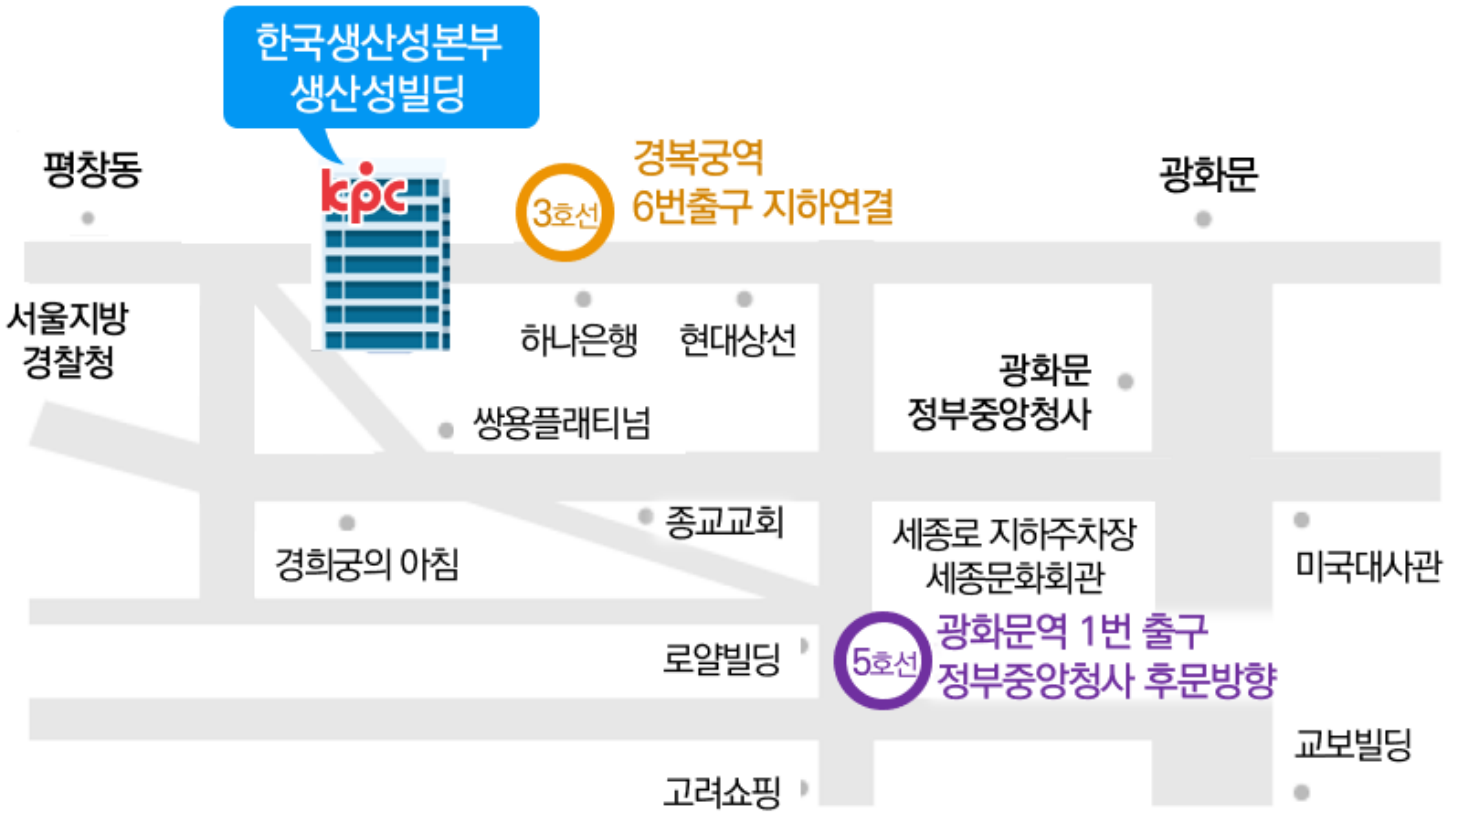 한국생산성본부
생산성빌딩
평창동
kpc
3호선
경복궁역
6번출구 지하연결
광화문
서울지방
경찰청
하나은행
현대상선
광화문
정부중앙청사
쌍용플래티넘
종교교회
경희궁의 아침
세종로 지하주차장
세종문화회관
미국대사관
로얄빌딩
5호선
광화문역 1번 출구
정부중앙청사 후문방향
교보빌딩
고려쇼핑